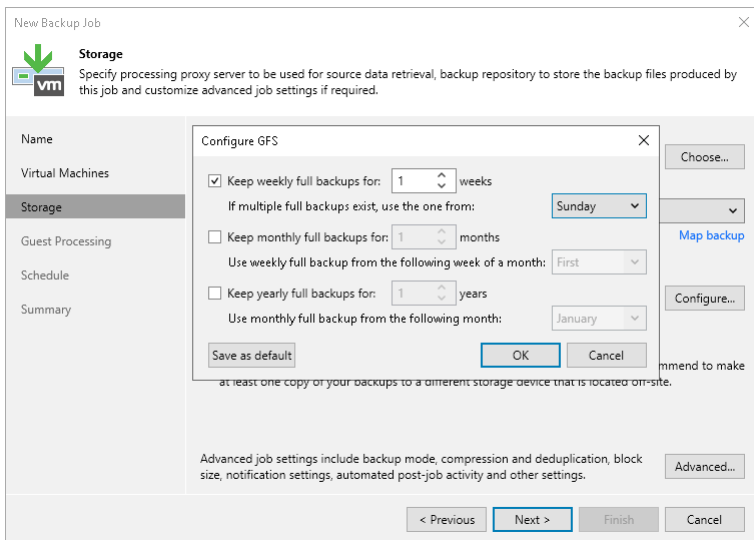 New Backup Job
Storage
Specify processing proxy server to be used for source data retrieval, backup repository to store the backup files produced by
this job and customize advanced job settings if required.
vm
Name
Virtual Machines
Storage
Guest Processing
Schedule
Summary
Configure GFS
Keep weekly full backups for: 1 weeks
If multiple full backups exist, use the one from: Sunday
Keep monthly full backups for: 1 months
Use weekly full backup from the following week of a month: First
Keep yearly full backups for: 1 years
Use monthly full backup from the following month: January
Save as default OK Cancel
Choose...
Map backup
Configure...
mmend to make
at least one copy of your backups to a different storage device that is located off-site.
Advanced job settings include backup mode, compression and deduplication, block
size, notification settings, automated post-job activity and other settings.
Advanced...
< Previous Next > Finish Cancel